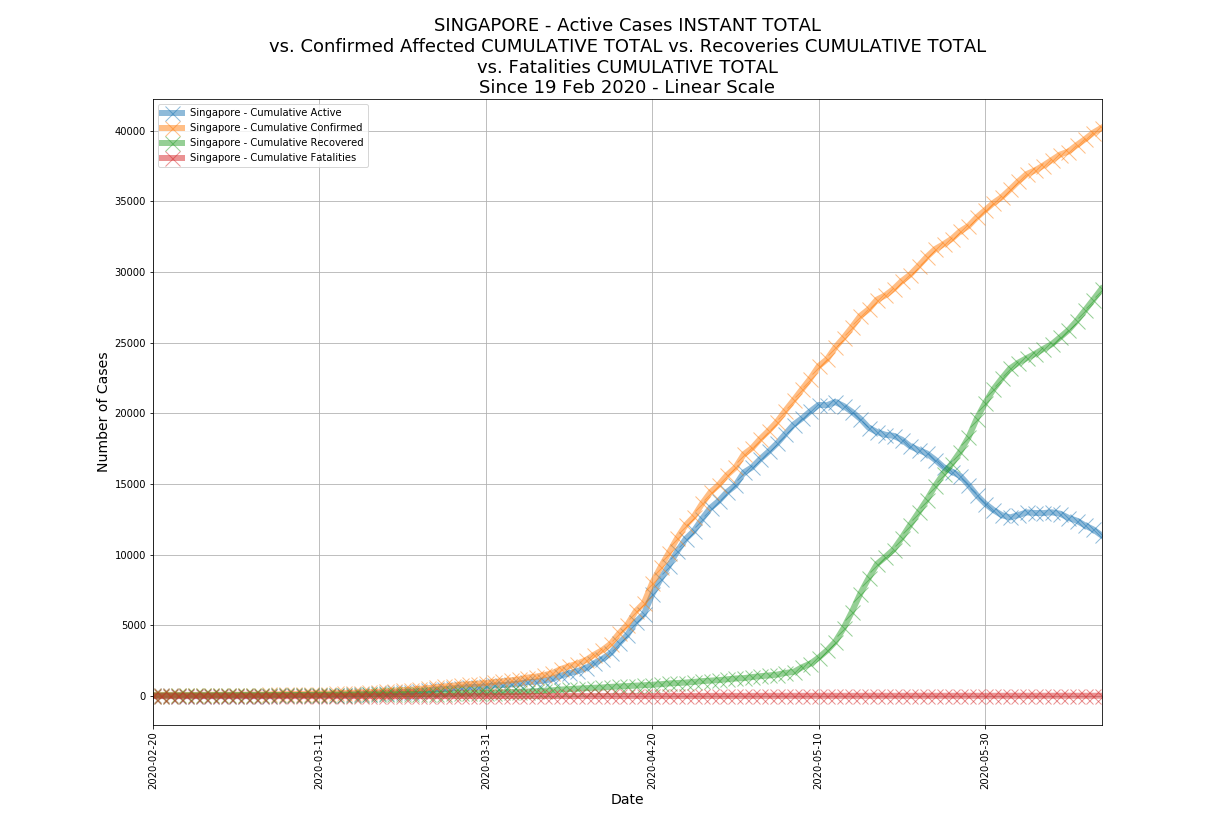 SINGAPORE - Active Cases INSTANT TOTAL
vs. Confirmed Affected CUMULATIVE TOTAL vs. Recoveries CUMULATIVE TOTAL
vs. Fatalities CUMULATIVE TOTAL
Since 19 Feb 2020 - Linear Scale
Singapore - Cumulative Active
Singapore - Cumulative Confirmed
Singapore - Cumulative Recovered
Singapore - Cumulative Fatalities
Number of Cases
40000
35000
30000
25000
20000
15000
10000
5000
0
2020-02-20
2020-03-11
2020-03-31
2020-04-20
2020-05-10
2020-05-30
Date